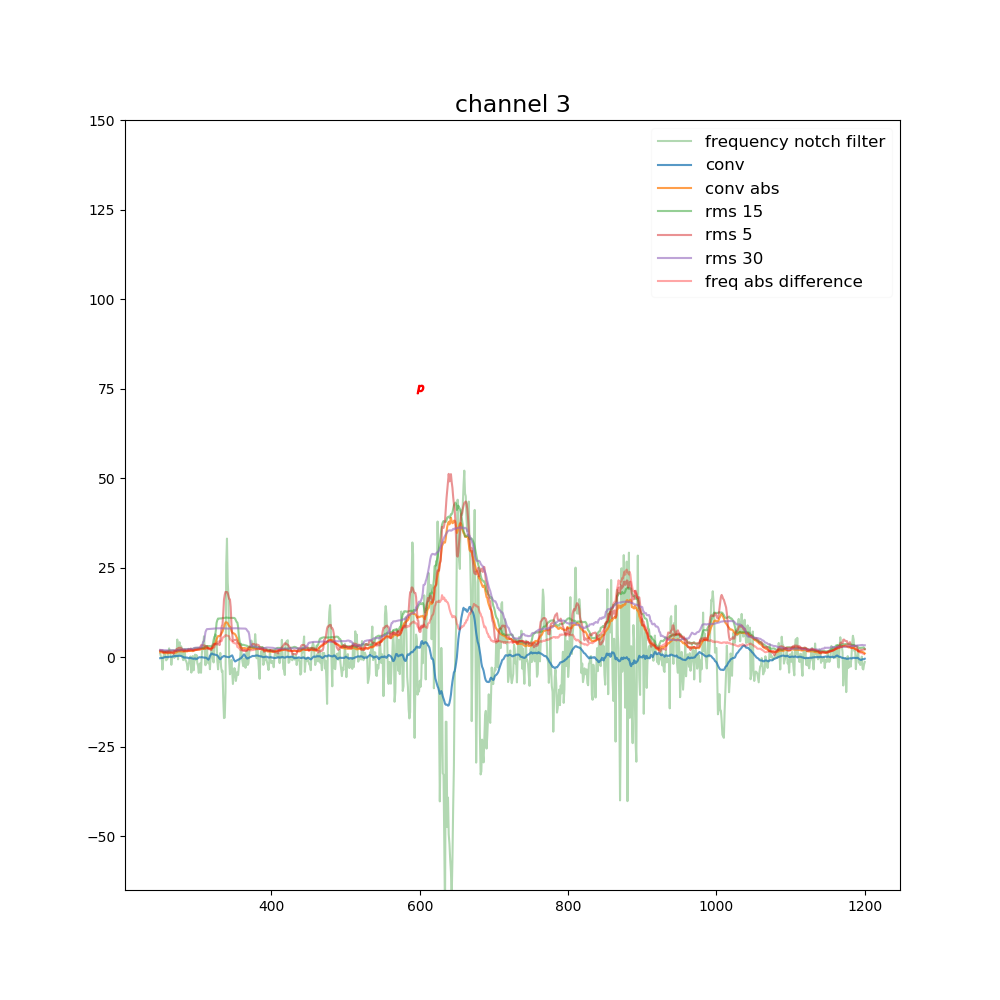 channel 3
150
125
100
75
50
25
0
−25
−50
400
600
800
1000
1200
frequency notch filter
conv
conv abs
rms 15
rms 5
rms 30
freq abs difference
p